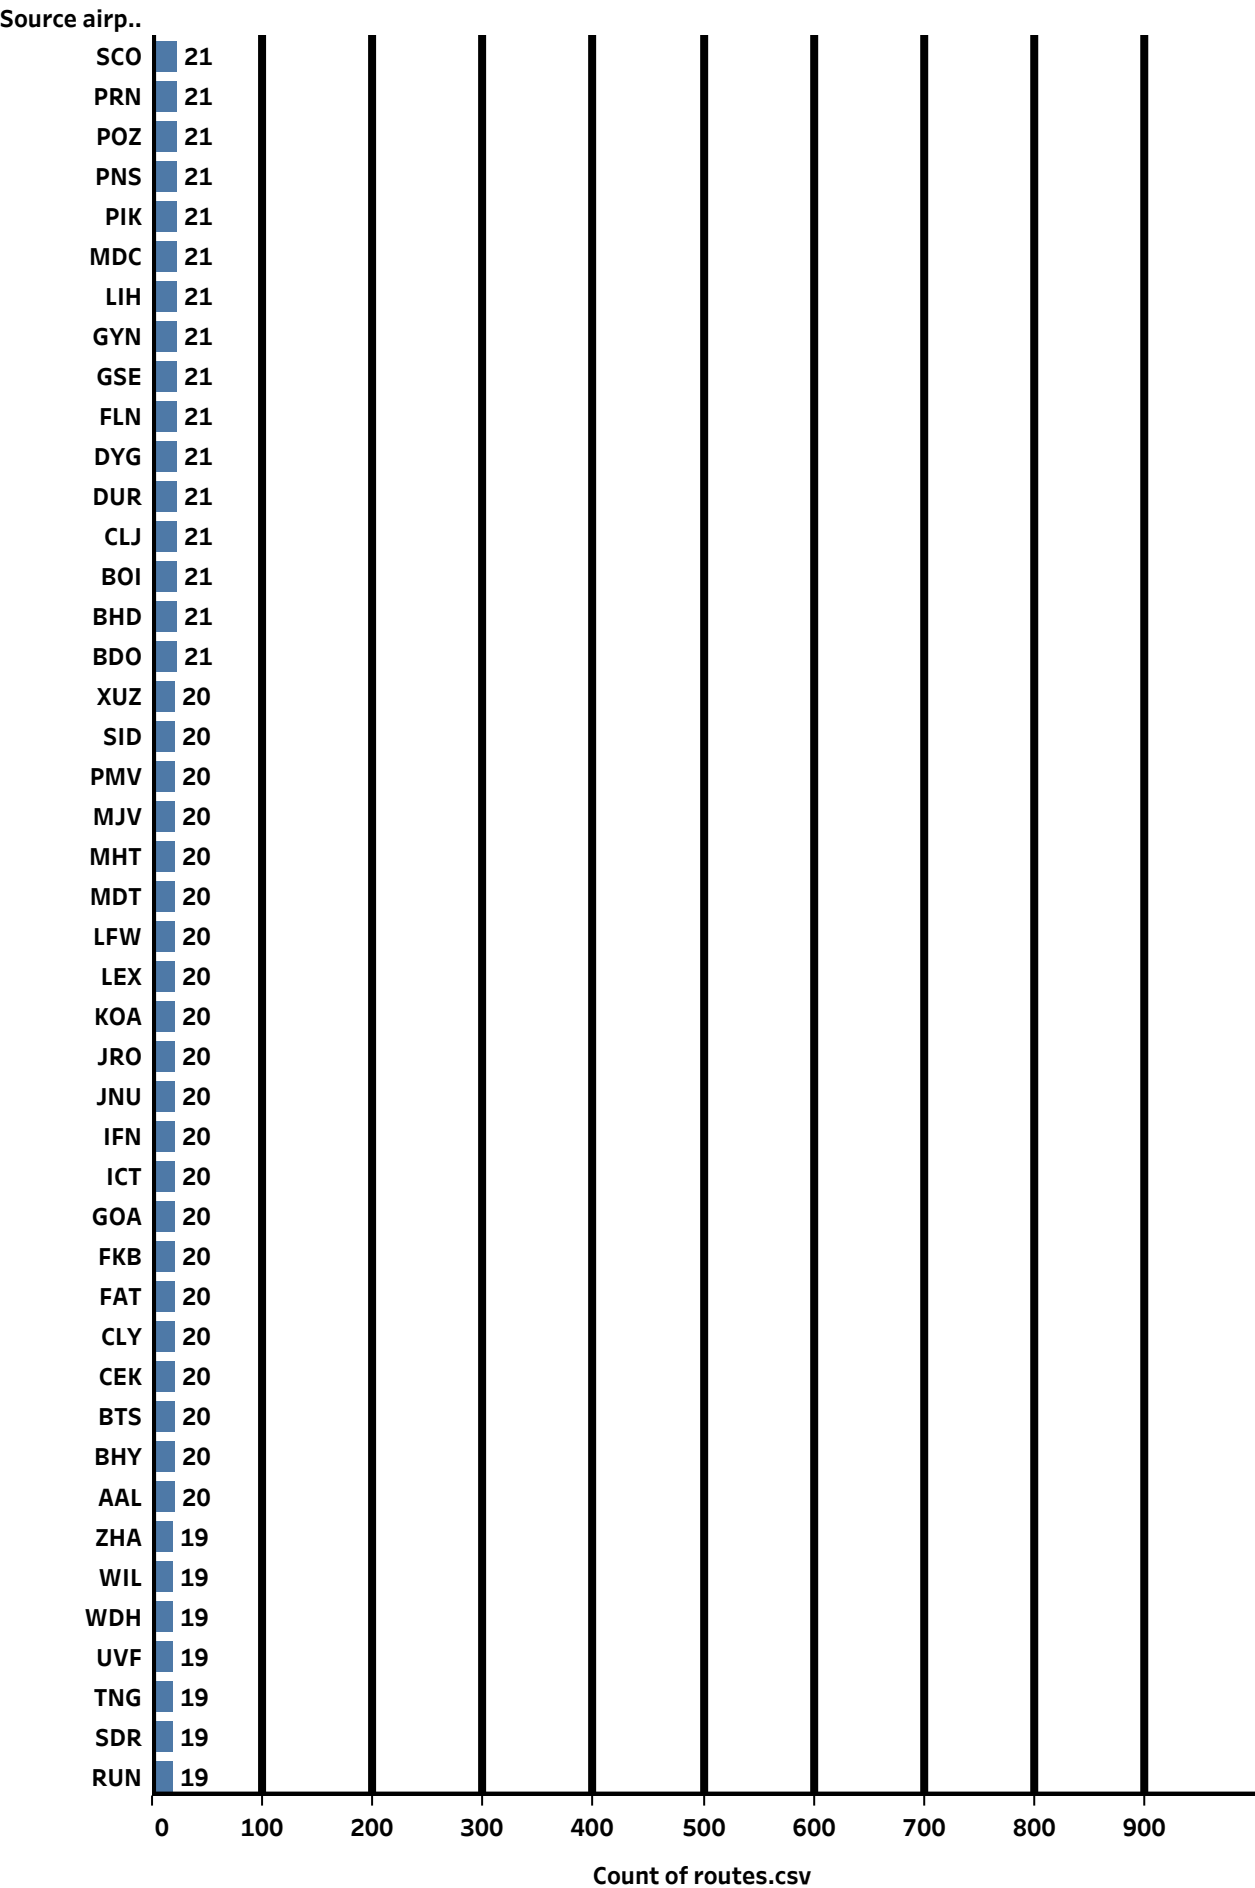 Source airp..
SCO 21
PRN 21
POZ 21
PNS 21
PIK 21
MDC 21
LIH 21
GYN 21
GSE 21
FLN 21
DYG 21
DUR 21
CLJ 21
BOI 21
BHD 21
BDO 21
XUZ 20
SID 20
PMV 20
MJV 20
MHT 20
MDT 20
LFW 20
LEX 20
KOA 20
JRO 20
JNU 20
IFN 20
ICT 20
GOA 20
FKB 20
FAT 20
CLY 20
CEK 20
BTS 20
BHY 20
AAL 20
ZHA 19
WIL 19
WDH 19
UVF 19
TNG 19
SDR 19
RUN 19
0 100 200 300 400 500 600 700 800 900
Count of routes.csv